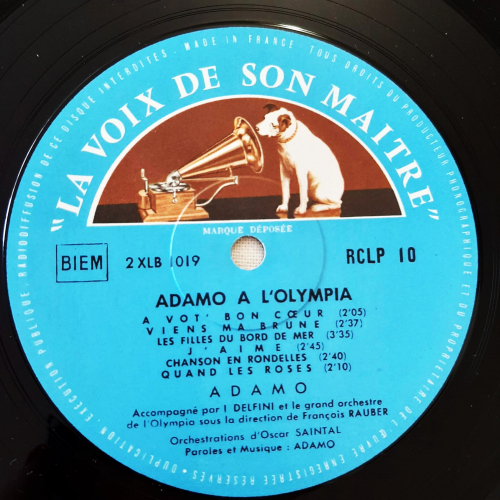 MADE IN FRANCE · TOUS DROITS DU PRODUCTEUR PHONOGRAPHIQUE ET DU PROPRIÉTAIRE DE L'ŒUVRE ENREGISTRÉE RÉSERVÉS · DUPLICATION · EXÉCUTION PUBLIQUE · RADIODIFFUSION DE CE DISQUE INTERDITES
"LA VOIX DE SON MAITRE"
MARQUE DÉPOSÉE
BIEM
2 XLB 1019
RCLP 10
ADAMO A L'OLYMPIA
A VOT' BON CŒUR (2'05)
VIENS MA BRUNE (2'37)
LES FILLES DU BORD DE MER (3'35)
J'AIME (2'45)
CHANSON EN RONDELLES (2'40)
QUAND LES ROSES (2'10)
ADAMO
Accompagné par I DELFINI et le grand orchestre
de l'Olympia sous la direction de François RAUBER
Orchestrations d'Oscar SAINTAL
Paroles et Musique : ADAMO